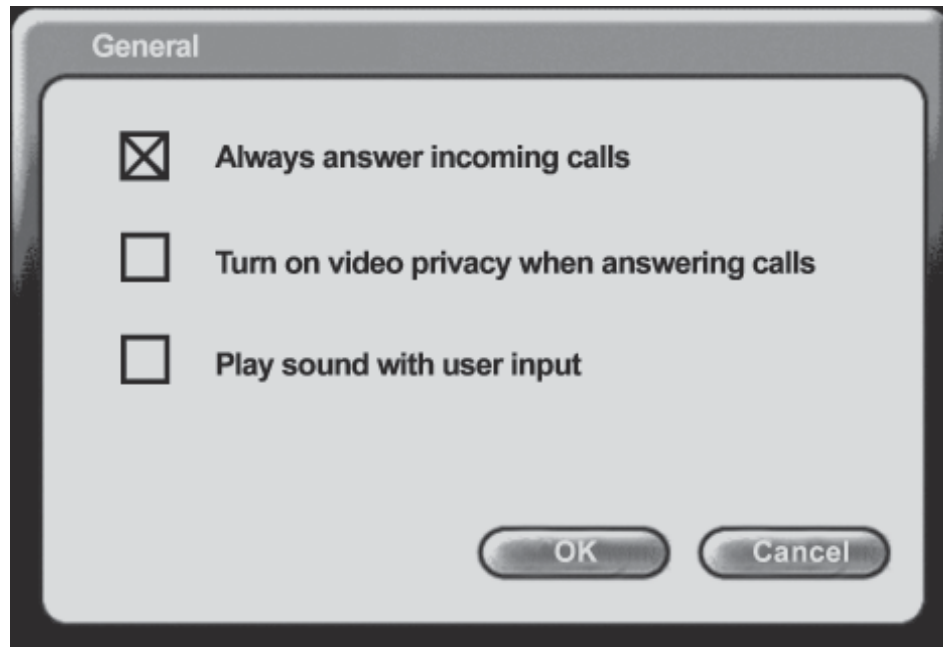 General
Always answer incoming calls
Turn on video privacy when answering calls
Play sound with user input
OK
Cancel